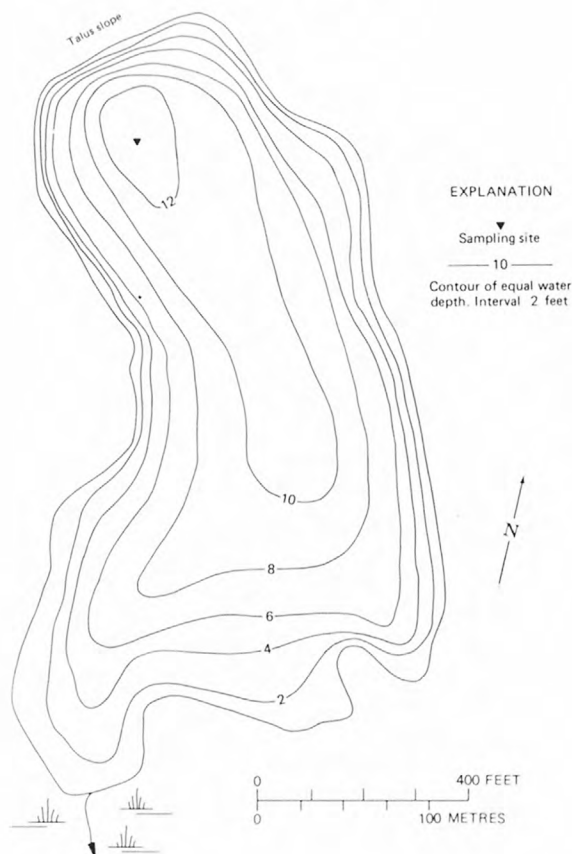 Talus slope
12
EXPLANATION
Sampling site
10
Contour of equal water
depth. Interval 2 feet
10
N
8
6
4
2
0 400 FEET
0 100 METRES